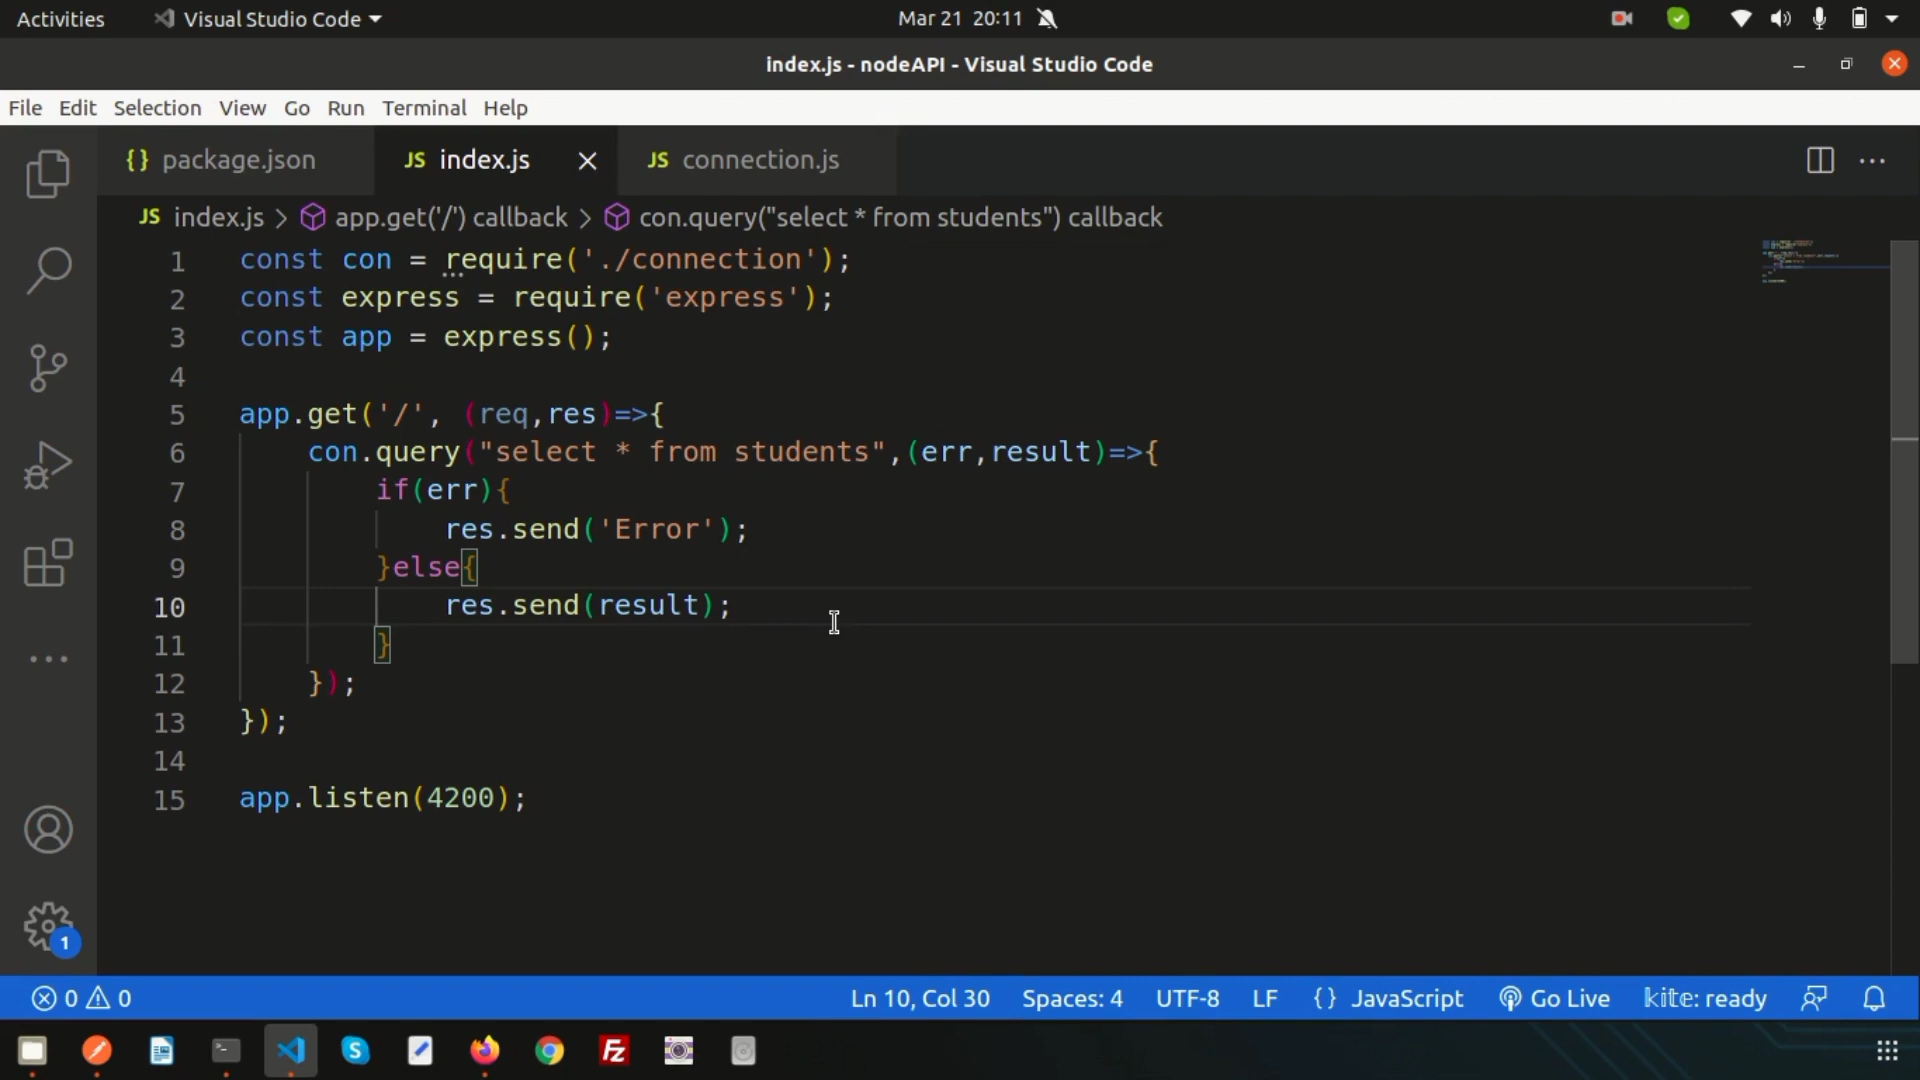 Activities Visual Studio Code Mar 21 20:11
index.js - nodeAPI - Visual Studio Code
File Edit Selection View Go Run Terminal Help
{} package.json JS index.js JS connection.js
JS index.js > app.get('/') callback > con.query("select * from students") callback
1 const con = require('./connection');
2 const express = require('express');
3 const app = express();
4
5 app.get('/', (req,res)=>{
6 con.query("select * from students",(err,result)=>{
7 if(err){
8 res.send('Error');
9 }else{
10 res.send(result);
11 }
12 });
13 });
14
15 app.listen(4200);
1
0 0 Ln 10, Col 30 Spaces: 4 UTF-8 LF {} JavaScript Go Live kite: ready
S Fz